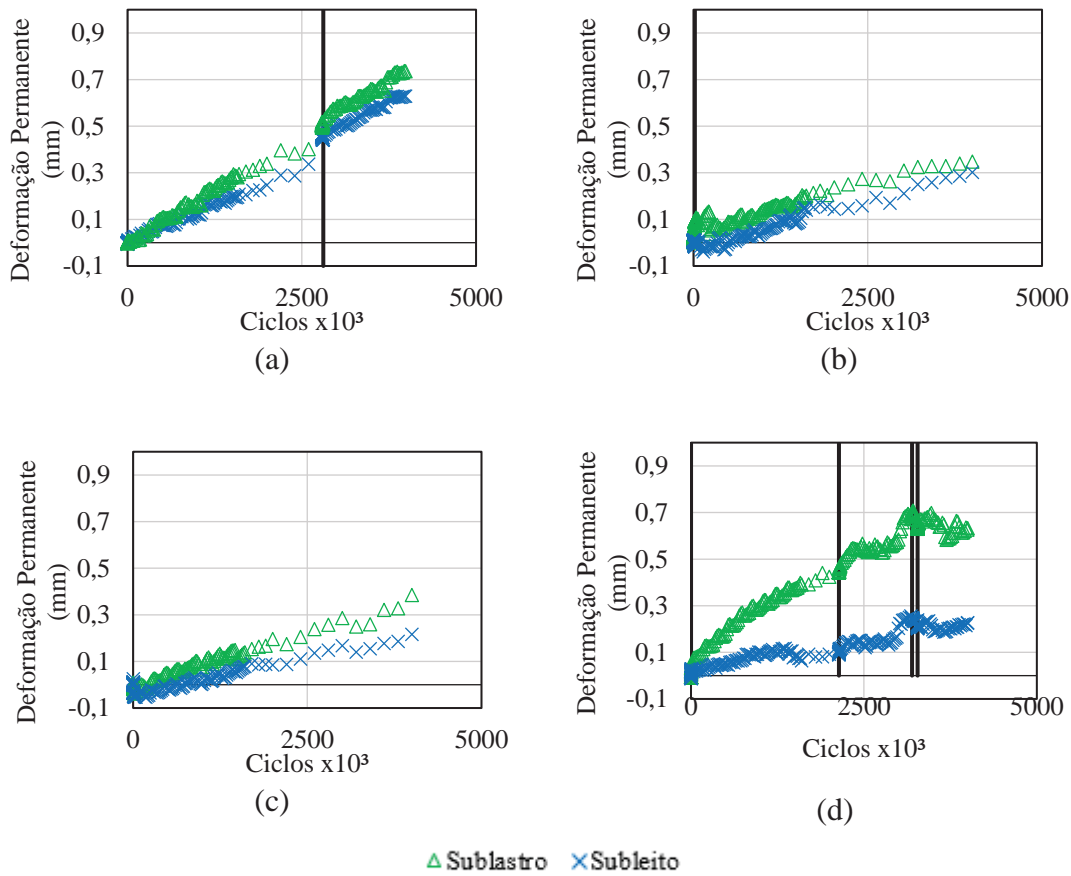 0,9
0,7
0,5
0,3
0,1
-0,1
Deformação Permanente
(mm)
0 2500 5000
Ciclos x10³
(a)
0,9
0,7
0,5
0,3
0,1
-0,1
Deformação Permanente
(mm)
0 2500 5000
Ciclos x10³
(b)
0,9
0,7
0,5
0,3
0,1
-0,1
Deformação Permanente
(mm)
0 2500 5000
Ciclos x10³
(c)
0,9
0,7
0,5
0,3
0,1
-0,1
Deformação Permanente
(mm)
0 2500 5000
Ciclos x10³
(d)
Sublastro Subleito